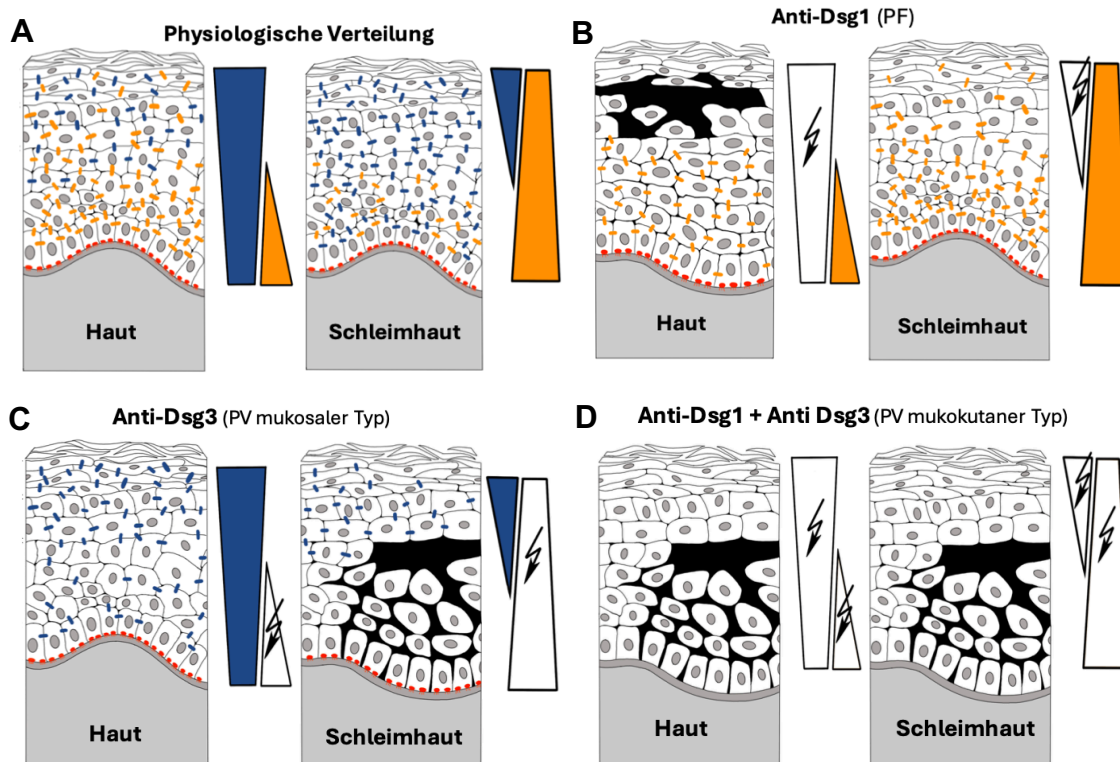 A
Physiologische Verteilung
Haut
Schleimhaut
B
Anti-Dsg1 (PF)
Haut
Schleimhaut
C
Anti-Dsg3 (PV mukosaler Typ)
Haut
Schleimhaut
D
Anti-Dsg1 + Anti Dsg3 (PV mukokutaner Typ)
Haut
Schleimhaut